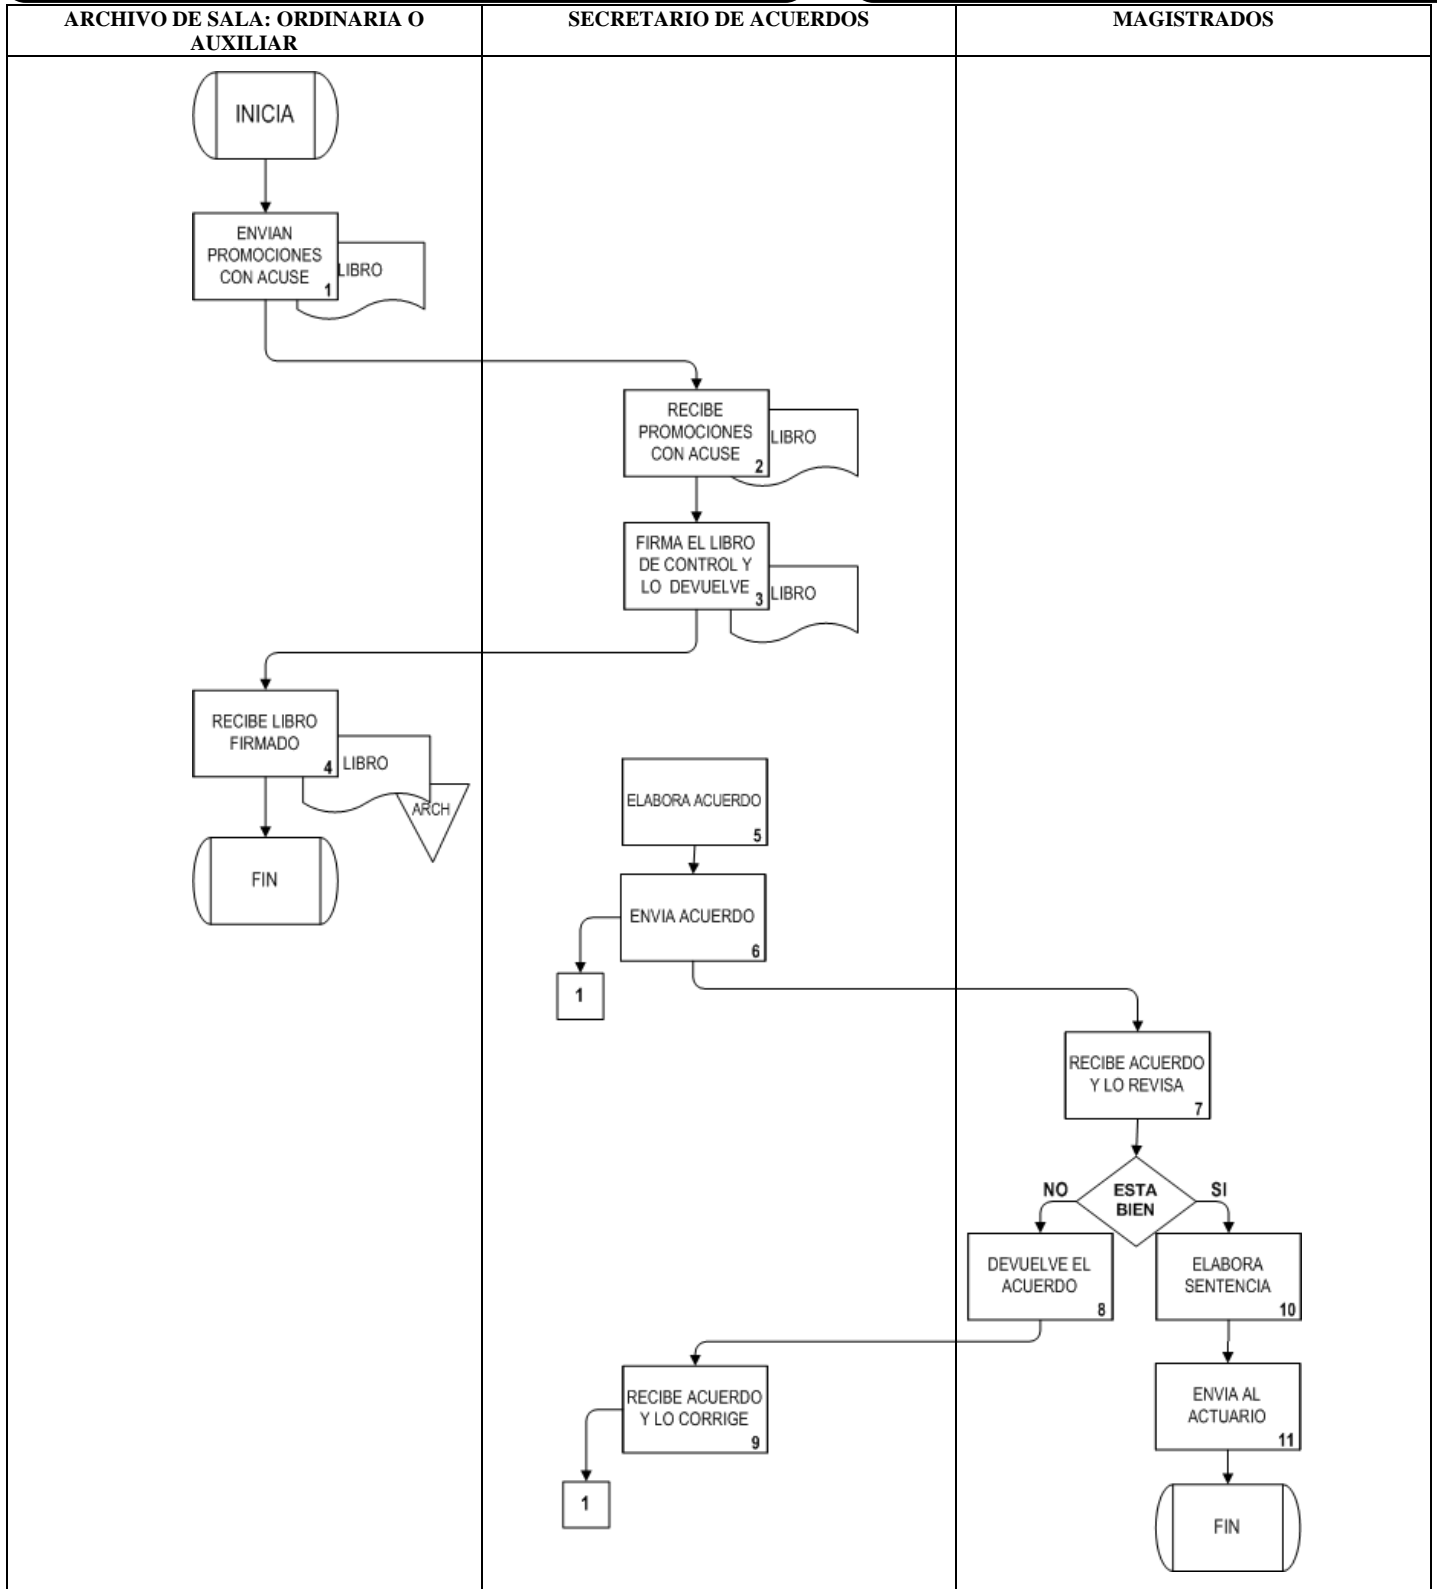 ARCHIVO DE SALA: ORDINARIA O
AUXILIAR
SECRETARIO DE ACUERDOS
MAGISTRADOS
INICIA
ENVIAN
PROMOCIONES
CON ACUSE
1
LIBRO
RECIBE
PROMOCIONES
CON ACUSE
2
LIBRO
FIRMA EL LIBRO
DE CONTROL Y
LO DEVUELVE
3
LIBRO
RECIBE LIBRO
FIRMADO
4
LIBRO
ARCH
FIN
ELABORA ACUERDO
5
ENVIA ACUERDO
6
1
RECIBE ACUERDO
Y LO REVISA
7
ESTA
BIEN
NO
SI
DEVUELVE EL
ACUERDO
8
ELABORA
SENTENCIA
10
RECIBE ACUERDO
Y LO CORRIGE
9
1
ENVIA AL
ACTUARIO
11
FIN